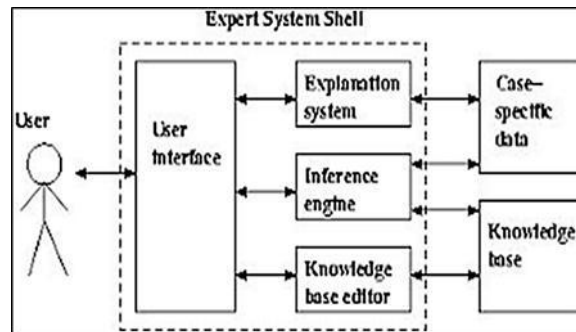 Expert System Shell
User
User
interface
Explanation
system
Inference
engine
Knowledge
base editor
Case–
specific
data
Knowledge
base